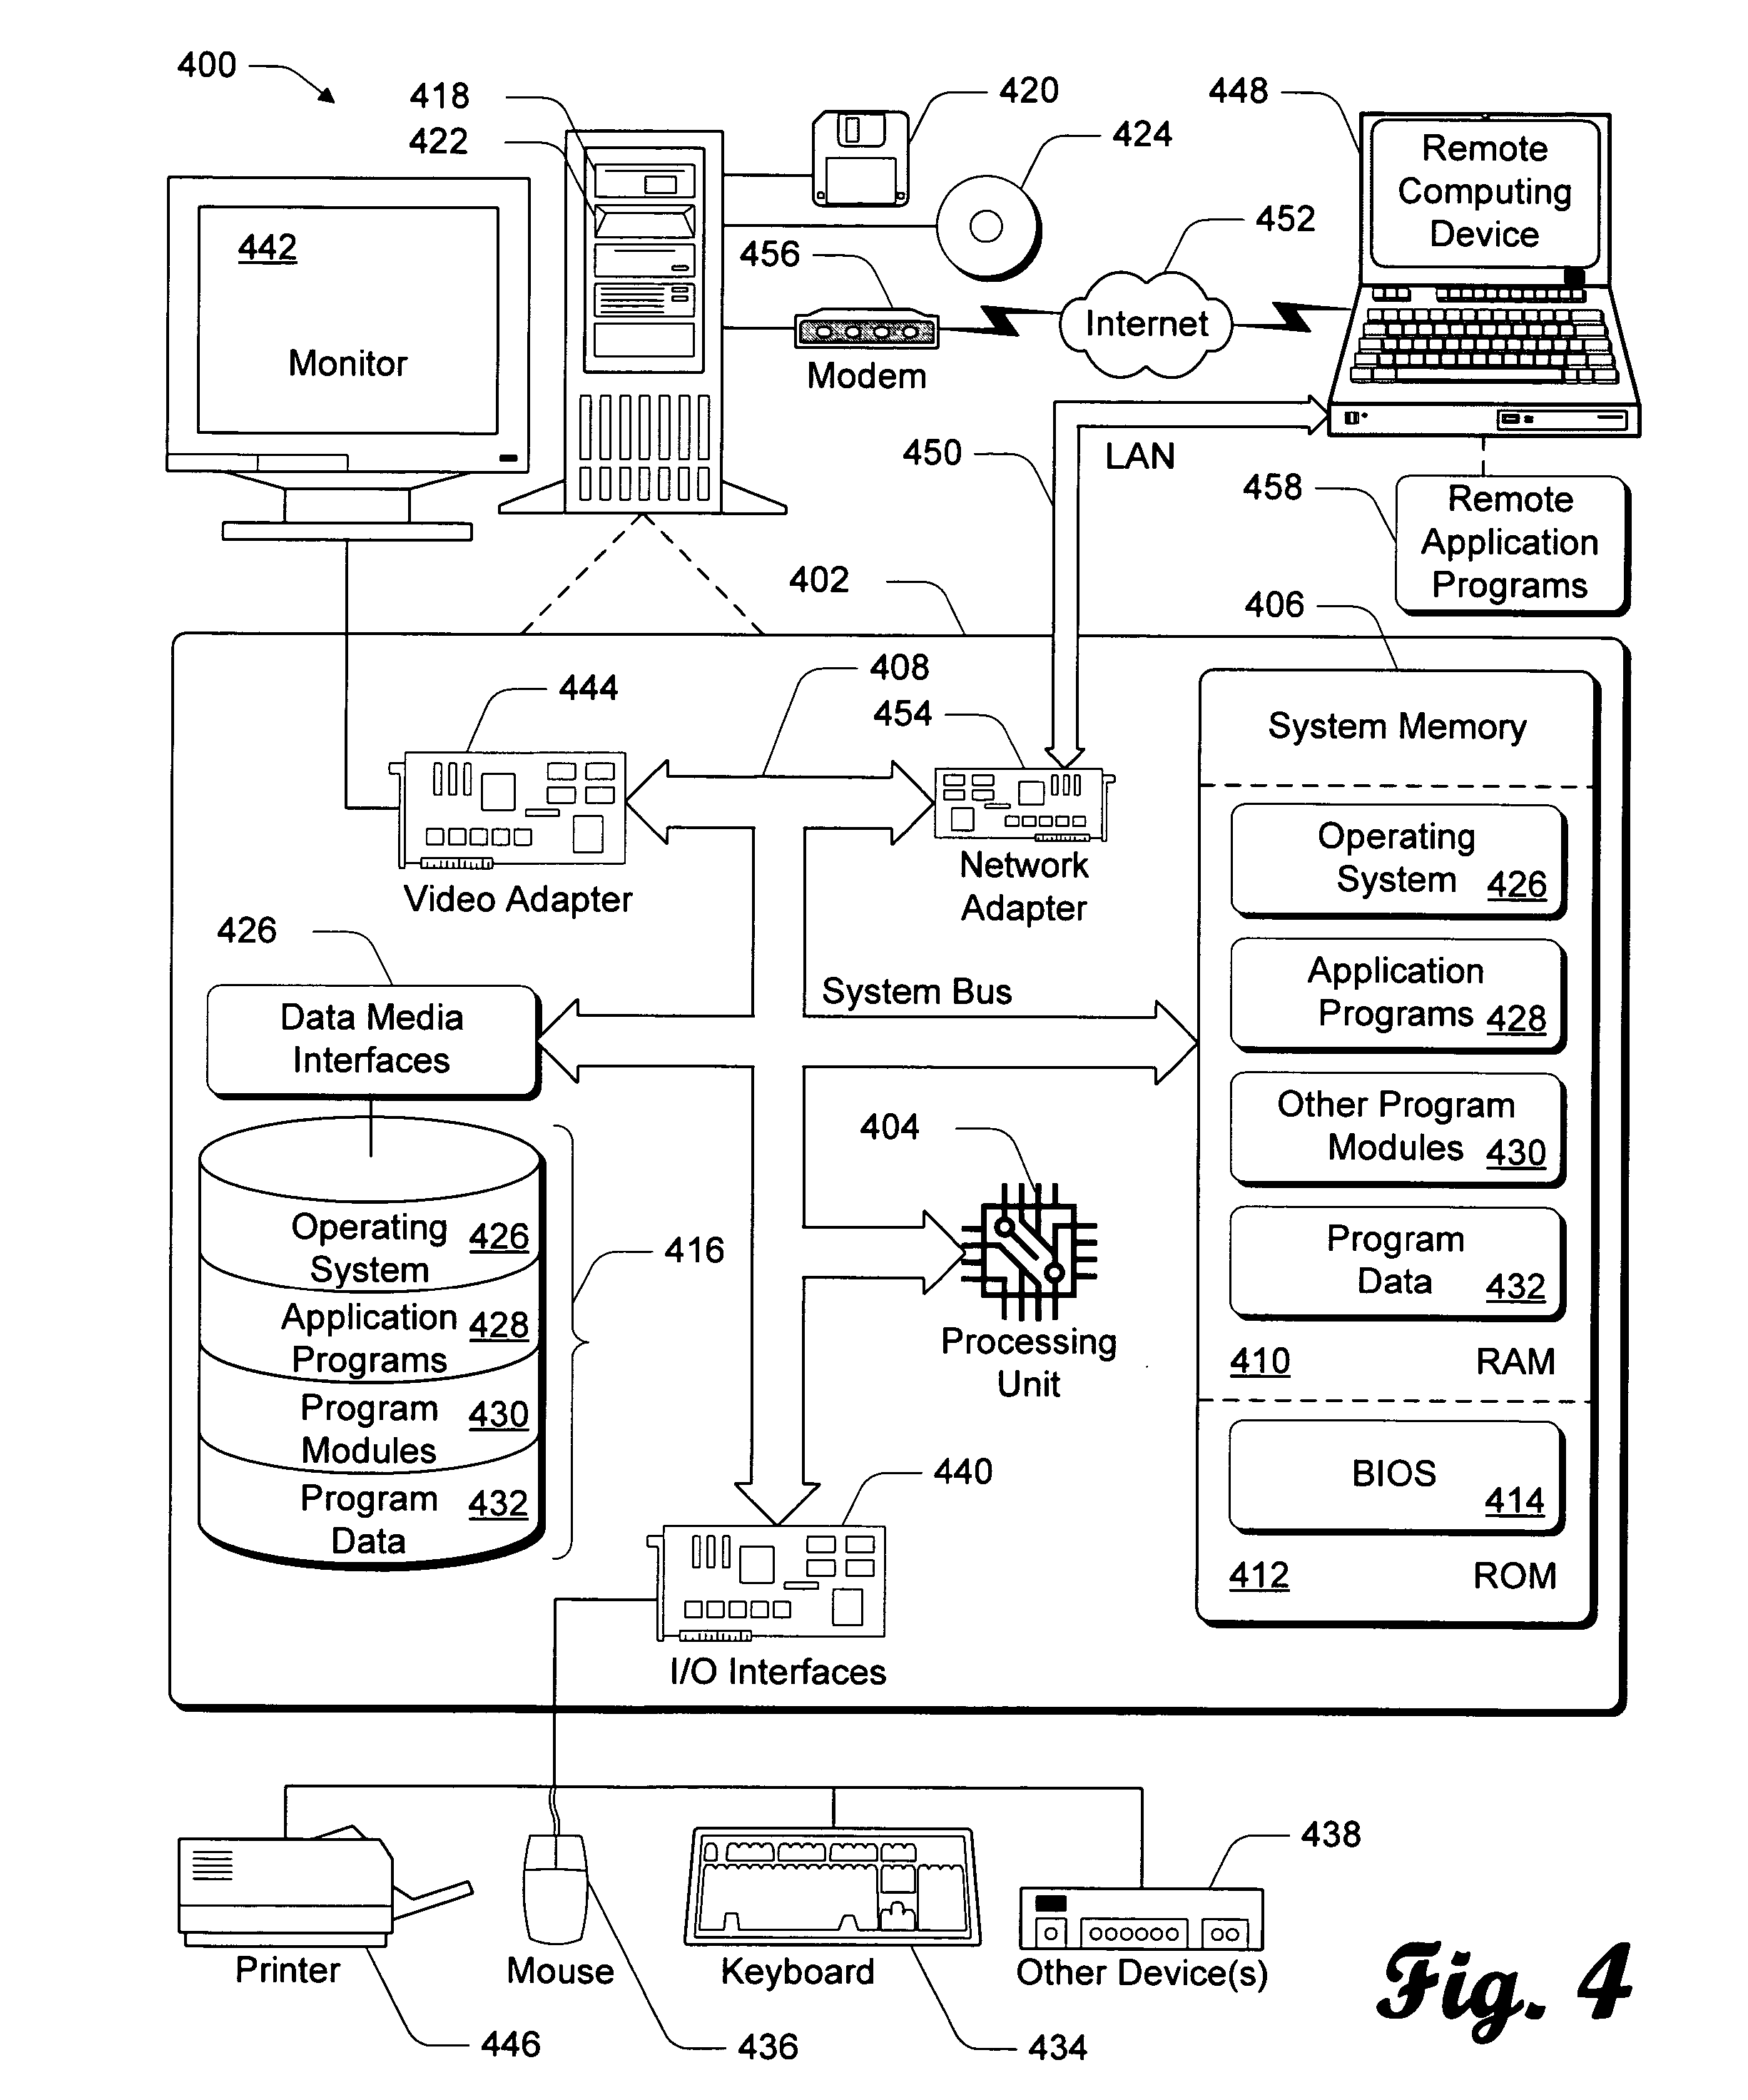 400
418
422
420
424
448
Remote
Computing
Device
442
Monitor
456
Modem
452
Internet
450
LAN
458
Remote
Application
Programs
402
406
408
444
454
Video Adapter
Network
Adapter
System Memory
Operating
System 426
Application
Programs 428
Other Program
Modules 430
Program
Data 432
410 RAM
BIOS
414
412 ROM
426
Data Media
Interfaces
System Bus
404
Processing
Unit
Operating
System 426
Application
Programs 428
Program
Modules 430
Program
Data 432
416
440
I/O Interfaces
438
Printer
Mouse
Keyboard
Other Device(s)
446
436
434
Fig. 4